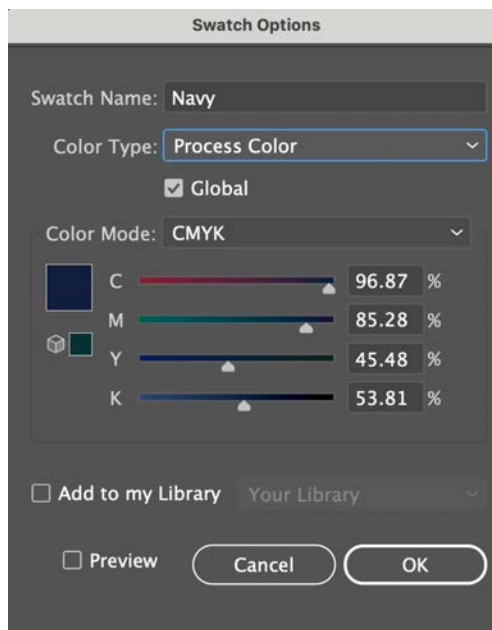 Swatch Options
Swatch Name: Navy
Color Type: Process Color
Global
Color Mode: CMYK
C 96.87 %
M 85.28 %
Y 45.48 %
K 53.81 %
Add to my Library Your Library
Preview Cancel OK